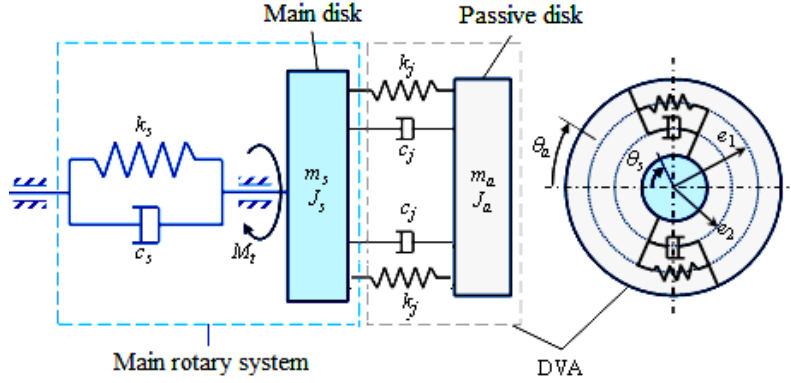 Main disk
Passive disk
k_s
c_s
M_t
m_s
J_s
k_j
c_j
c_j
k_j
m_a
J_a
θ_a
θ_s
e_1
e_2
Main rotary system
DVA